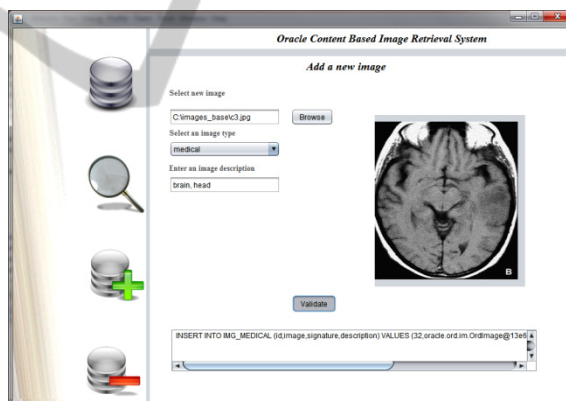 Oracle Content Based Image Retrieval System
Add a new image
Select new image
C:\images_base\c3.jpg
Browse
Select an image type
medical
Enter an image description
brain, head
B
Validate
INSERT INTO IMG_MEDICAL (id,image,signature,description) VALUES (32,oracle.ord.im.OrdImage@13e6